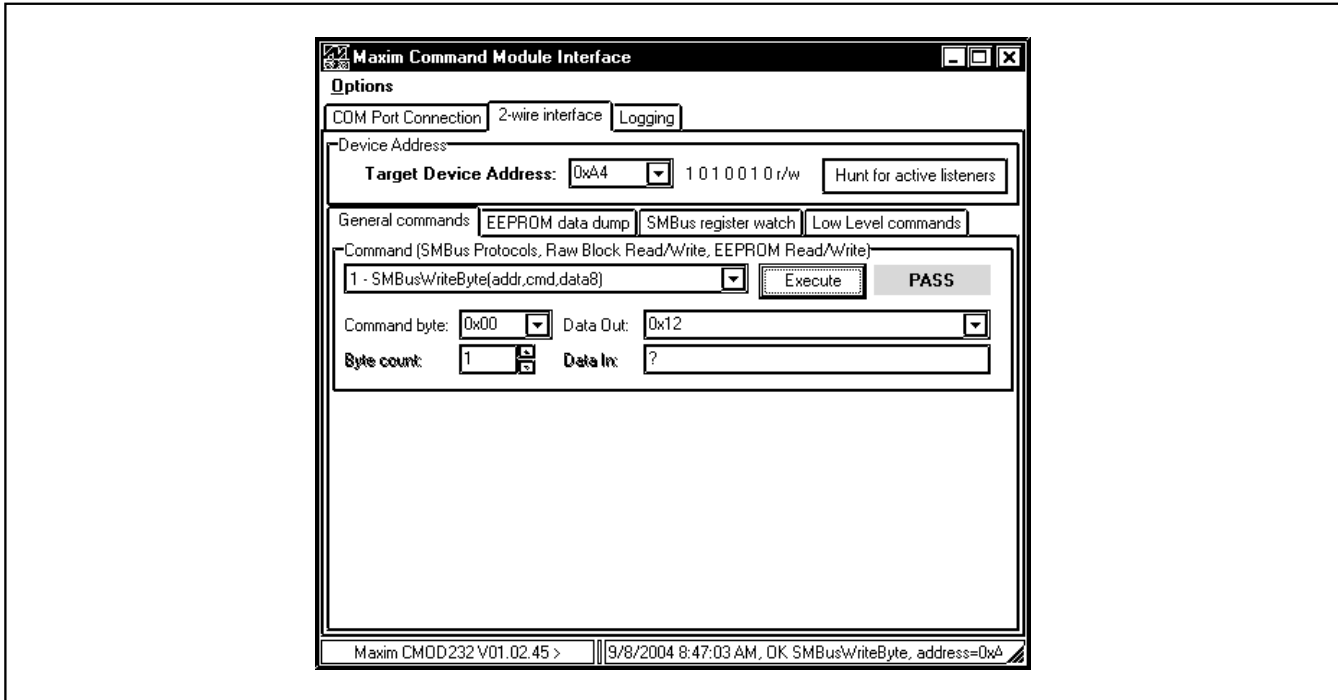 Maxim Command Module Interface
Options
COM Port Connection 2-wire interface Logging
Device Address
Target Device Address: 0xA4 1 0 1 0 0 1 0 r/w Hunt for active listeners
General commands EEPROM data dump SMBus register watch Low Level commands
Command (SMBus Protocols, Raw Block Read/Write, EEPROM Read/Write)
1 - SMBusWriteByte(addr,cmd,data8) Execute PASS
Command byte: 0x00 Data Out: 0x12
Byte count: 1 Data In: ?
Maxim CMOD232 V01.02.45 > 9/8/2004 8:47:03 AM, OK SMBusWriteByte, address=0xA